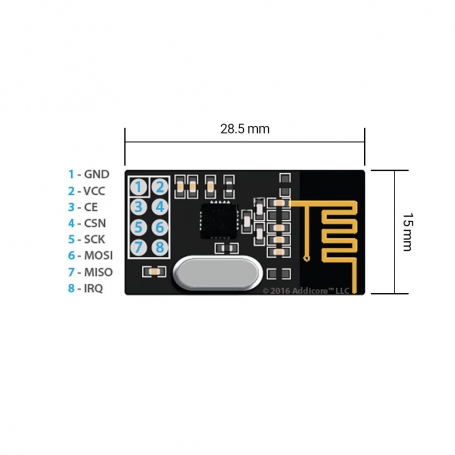 28.5 mm
1 - GND
2 - VCC
3 - CE
4 - CSN
5 - SCK
6 - MOSI
7 - MISO
8 - IRQ
1 2
3 4
5 6
7 8
15 mm
© 2016 Addicore™ LLC